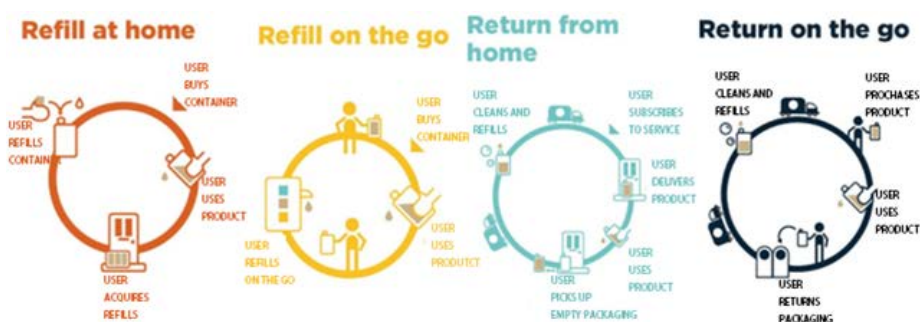 Refill at home
USER
BUYS
CONTAINER
USER
REFILLS
CONTAINER
USER
USES
PRODUCT
USER
ACQUIRES
REFILLS
Refill on the go
USER
BUYS
CONTAINER
USER
USES
PRODUTCT
USER
REFILLS
ON THE GO
Return from
home
USER
CLEANS AND
REFILLS
USER
SUBSCRIBES
TO SERVICE
USER
DELIVERS
PRODUCT
USER
USES
PRODUCT
USER
PICKS UP
EMPTY PACKAGING
Return on the go
USER
CLEANS AND
REFILLS
USER
PROCHASES
PRODUCT
USER
USES
PRODUCT
USER
RETURNS
PACKAGING